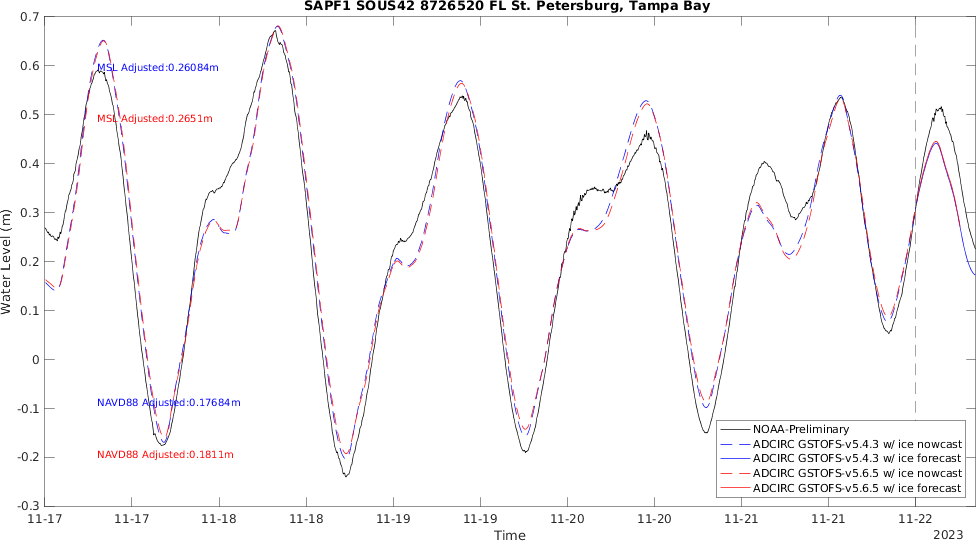 SAPF1 SOUS42 8726520 FL St. Petersburg, Tampa Bay
0.7
0.6
0.5
0.4
0.3
0.2
0.1
0
-0.1
-0.2
-0.3
Water Level (m)
MSL Adjusted:0.26084m
MSL Adjusted:0.2651m
NAVD88 Adjusted:0.17684m
NAVD88 Adjusted:0.1811m
NOAA-Preliminary
ADCIRC GSTOFS-v5.4.3 w/ ice nowcast
ADCIRC GSTOFS-v5.4.3 w/ ice forecast
ADCIRC GSTOFS-v5.6.5 w/ ice nowcast
ADCIRC GSTOFS-v5.6.5 w/ ice forecast
11-17 11-17 11-18 11-18 11-19 11-19 11-20 11-20 11-21 11-21 11-22
Time
2023